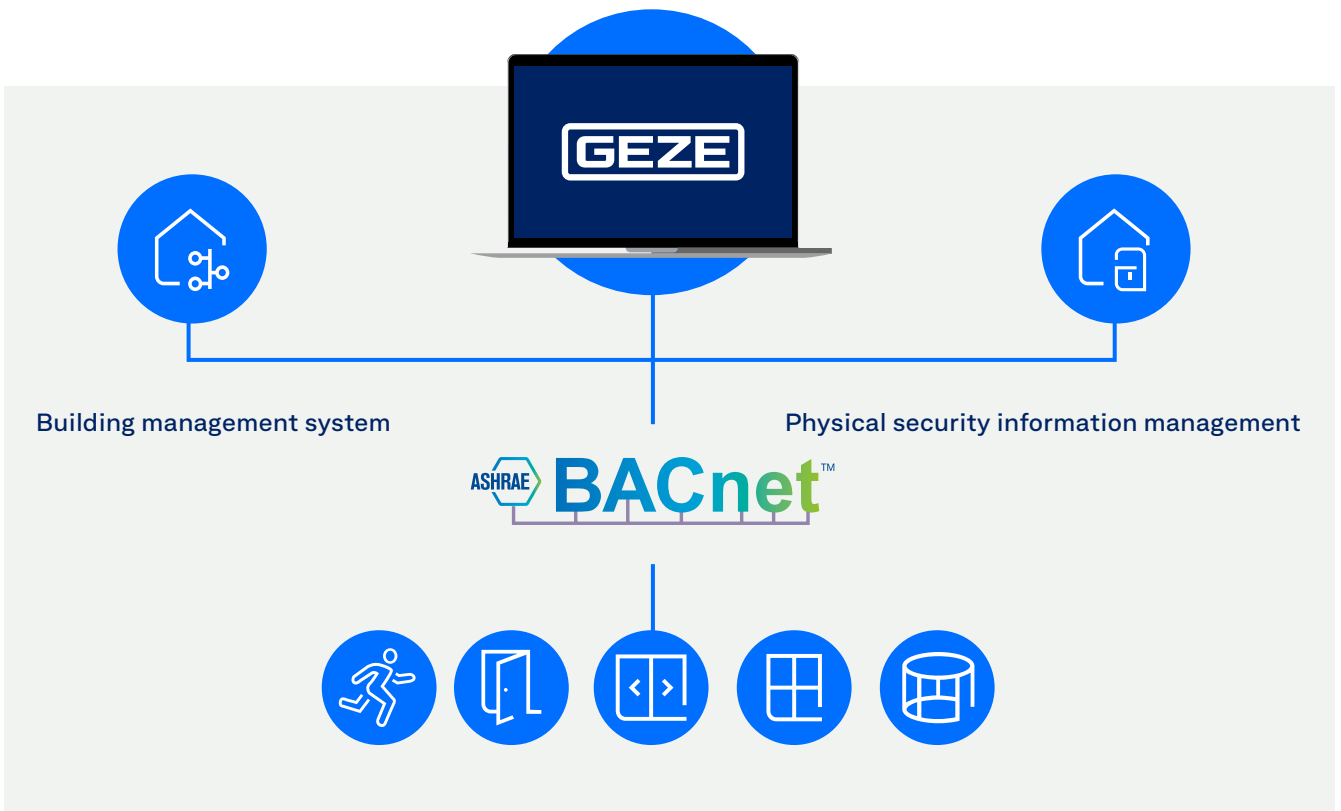 GEZE
Building management system
Physical security information management
ASHRAE BACnet™